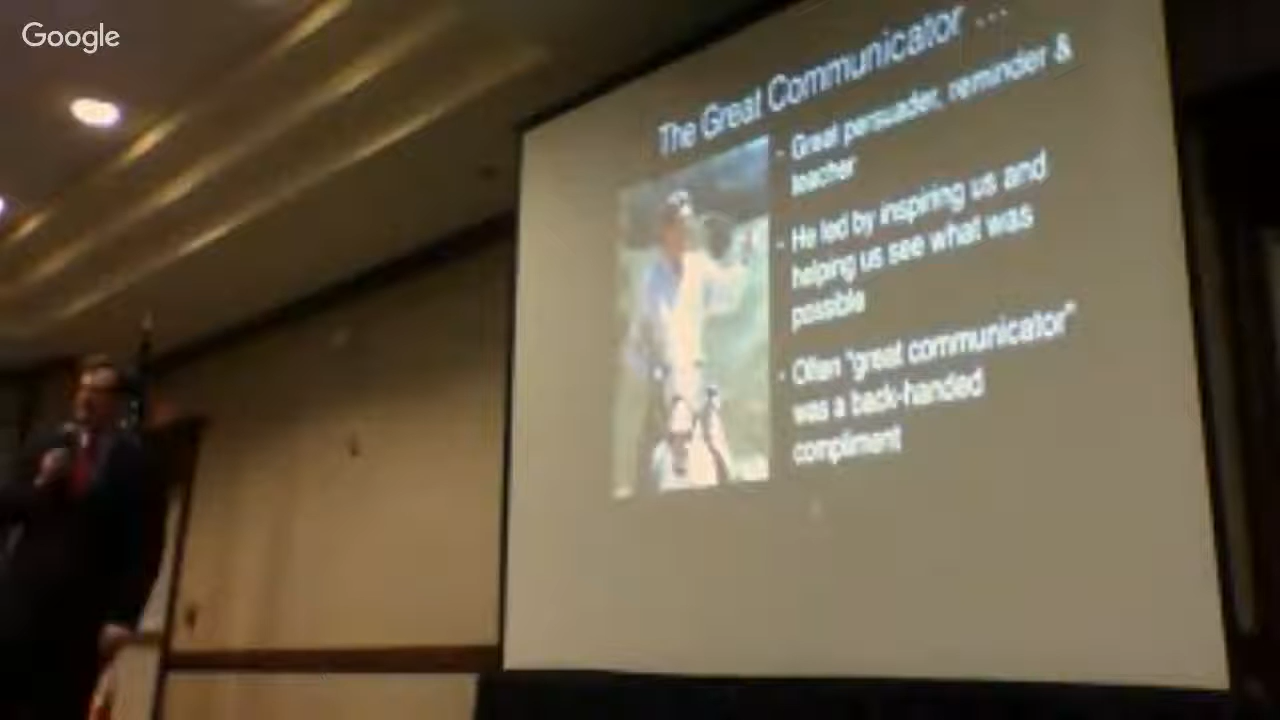 Google
The Great Communicator ...
- Great persuader, reminder &
teacher
- He led by inspiring us and
helping us see what was
possible
- Often "great communicator"
was a back-handed
compliment